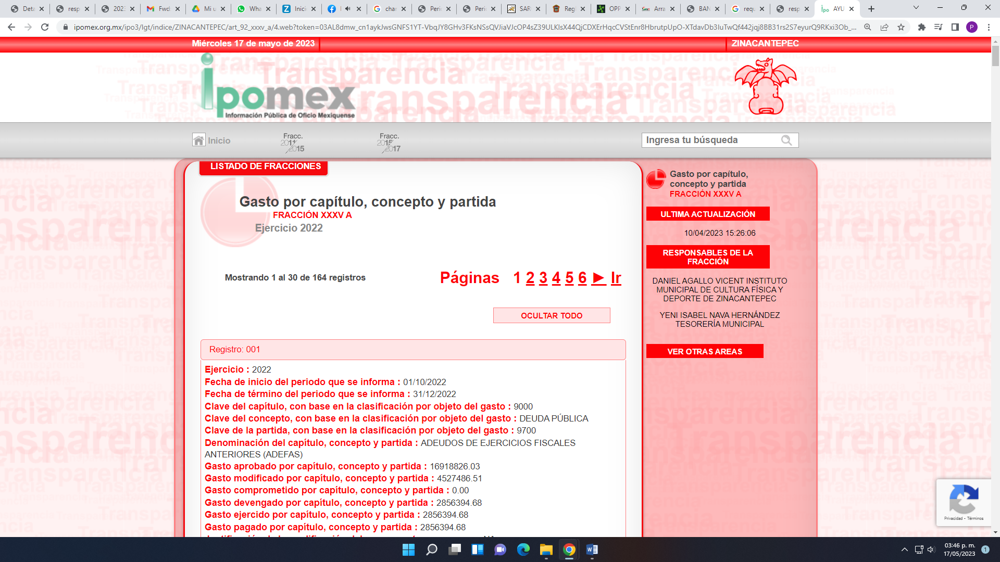 Deta
resp
2023
Fwd:
Mi u
Wha
Inici
char
Peri
Peri
SAR
Regl
OPP
Arra
BAN
requ
resp
AYU
ipomex.org.mx/ipo3/lgt/indice/ZINACANTEPEC/art_92_xxxv_a/4.web?token=
Miércoles 17 de mayo de 2023
ZINACANTEPEC
ipomex
Información Pública de Oficio Mexiquense
Transparencia
Inicio
Fracc.
2011/2015
Fracc.
2015/2017
Ingresa tu búsqueda
LISTADO DE FRACCIONES
Gasto por capítulo, concepto y partida
FRACCIÓN XXXV A
Ejercicio 2022
Mostrando 1 al 30 de 164 registros
Páginas 1 2 3 4 5 6 ► Ir
OCULTAR TODO
Registro: 001
Ejercicio : 2022
Fecha de inicio del periodo que se informa : 01/10/2022
Fecha de término del periodo que se informa : 31/12/2022
Clave del capítulo, con base en la clasificación por objeto del gasto : 9000
Clave del concepto, con base en la clasificación por objeto del gasto : DEUDA PÚBLICA
Clave de la partida, con base en la clasificación por objeto del gasto : 9700
Denominación del capítulo, concepto y partida : ADEUDOS DE EJERCICIOS FISCALES
ANTERIORES (ADEFAS)
Gasto aprobado por capítulo, concepto y partida : 16918826.03
Gasto modificado por capítulo, concepto y partida : 4527486.51
Gasto comprometido por capítulo, concepto y partida : 0.00
Gasto devengado por capítulo, concepto y partida : 2856394.68
Gasto ejercido por capítulo, concepto y partida : 2856394.68
Gasto pagado por capítulo, concepto y partida : 2856394.68
Gasto por capítulo,
concepto y partida
FRACCIÓN XXXV A
ULTIMA ACTUALIZACIÓN
10/04/2023 15:26:06
RESPONSABLES DE LA
FRACCIÓN
DANIEL AGALLO VICENT INSTITUTO
MUNICIPAL DE CULTURA FÍSICA Y
DEPORTE DE ZINACANTEPEC
YENI ISABEL NAVA HERNÁNDEZ
TESORERÍA MUNICIPAL
VER OTRAS AREAS
Privacidad - Términos
03:46 p. m.
17/05/2023
1